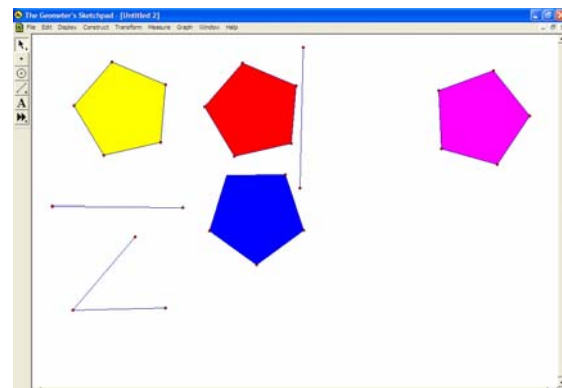 The Geometer's Sketchpad - [Untitled 2]
File Edit Display Construct Transform Measure Graph Window Help
A